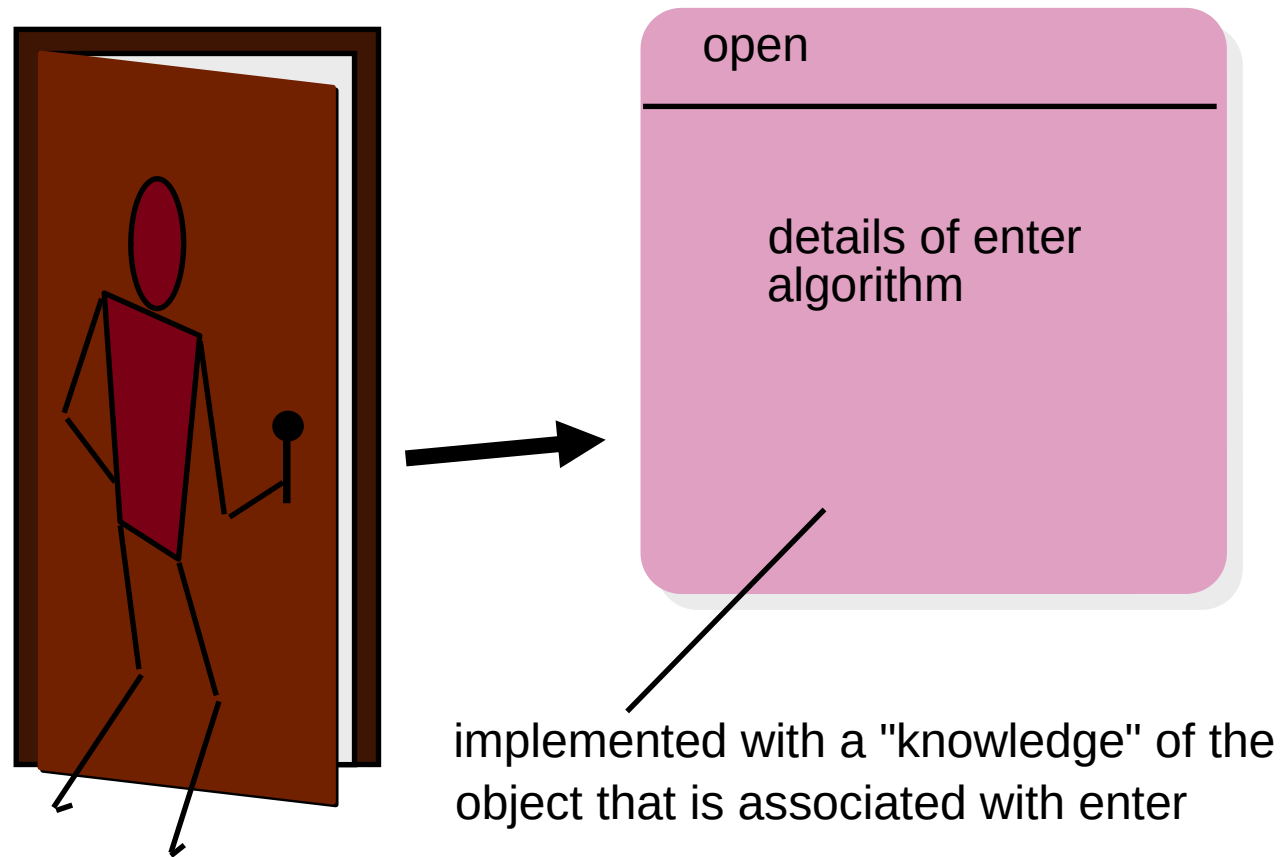 open
details of enter
algorithm
implemented with a "knowledge" of the
object that is associated with enter